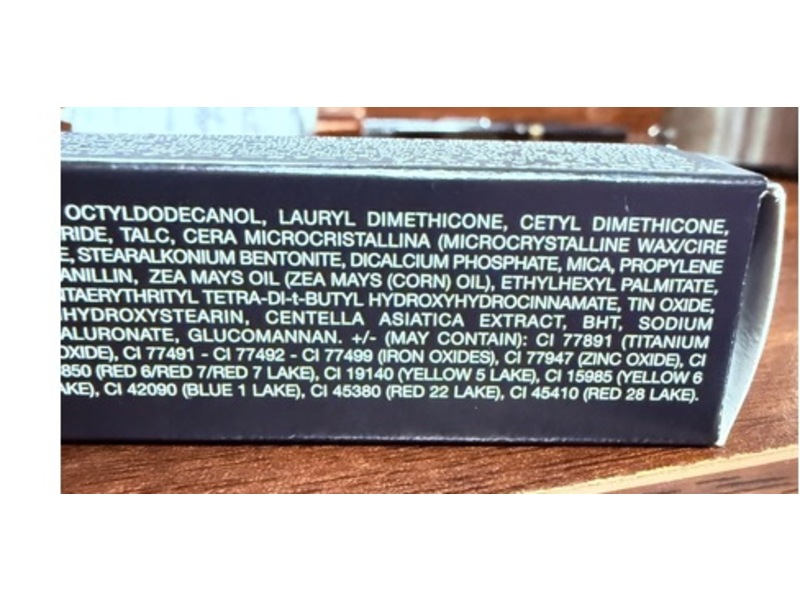 OCTYLDODECANOL, LAURYL DIMETHICONE, CETYL DIMETHICONE,
RIDE, TALC, CERA MICROCRISTALLINA (MICROCRYSTALLINE WAX/CIRE
E, STEARALKONIUM BENTONITE, DICALCIUM PHOSPHATE, MICA, PROPYLENE
ANILLIN, ZEA MAYS OIL (ZEA MAYS (CORN) OIL), ETHYLHEXYL PALMITATE,
NTAERYTHRITYL TETRA-DI-t-BUTYL HYDROXYHYDROCINNAMATE, TIN OXIDE,
IHYDROXYSTEARIN, CENTELLA ASIATICA EXTRACT, BHT, SODIUM
ALURONATE, GLUCOMANNAN. +/- (MAY CONTAIN): CI 77891 (TITANIUM
OXIDE), CI 77491 - CI 77492 - CI 77499 (IRON OXIDES), CI 77947 (ZINC OXIDE), CI
850 (RED 6/RED 7/RED 7 LAKE), CI 19140 (YELLOW 5 LAKE), CI 15985 (YELLOW 6
AKE), CI 42090 (BLUE 1 LAKE), CI 45380 (RED 22 LAKE), CI 45410 (RED 28 LAKE).